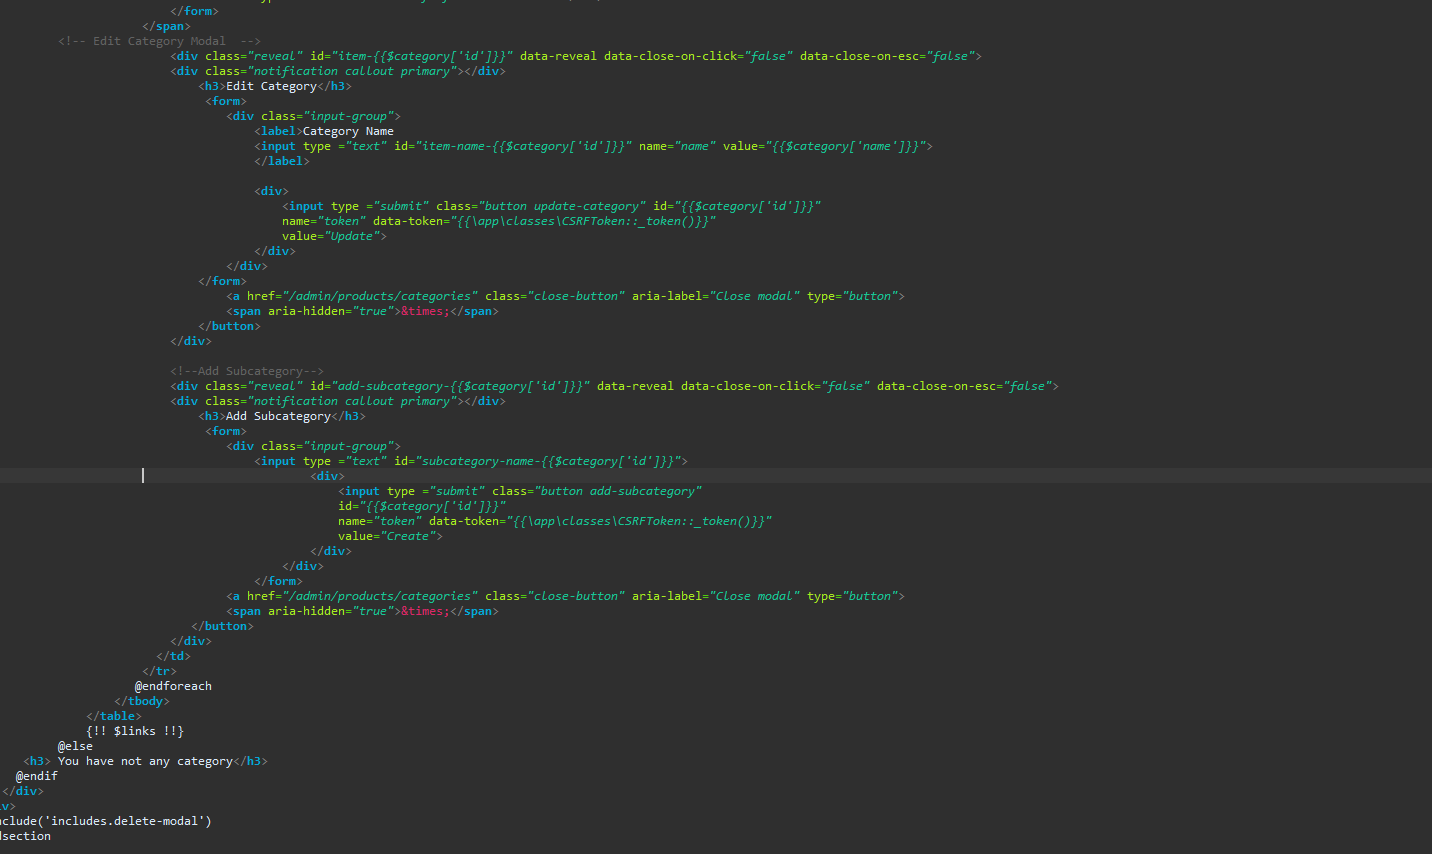 </form>
</span>
<!-- Edit Category Modal  -->
<div class="reveal" id="item-{{$category['id']}}" data-reveal data-close-on-click="false" data-close-on-esc="false">
<div class="notification callout primary"></div>
<h3>Edit Category</h3>
<form>
<div class="input-group">
<label>Category Name
<input type ="text" id="item-name-{{$category['id']}}" name="name" value="{{$category['name']}}">
</label>
<div>
<input type ="submit" class="button update-category" id="{{$category['id']}}"
name="token" data-token="{{\app\classes\CSRFToken::_token()}}"
value="Update">
</div>
</div>
</form>
<a href="/admin/products/categories" class="close-button" aria-label="Close modal" type="button">
<span aria-hidden="true">&times;</span>
</button>
</div>
<!--Add Subcategory-->
<div class="reveal" id="add-subcategory-{{$category['id']}}" data-reveal data-close-on-click="false" data-close-on-esc="false">
<div class="notification callout primary"></div>
<h3>Add Subcategory</h3>
<form>
<div class="input-group">
<input type ="text" id="subcategory-name-{{$category['id']}}">
<div>
<input type ="submit" class="button add-subcategory"
id="{{$category['id']}}"
name="token" data-token="{{\app\classes\CSRFToken::_token()}}"
value="Create">
</div>
</div>
</form>
<a href="/admin/products/categories" class="close-button" aria-label="Close modal" type="button">
<span aria-hidden="true">&times;</span>
</button>
</div>
</td>
</tr>
@endforeach
</tbody>
</table>
{!! $links !!}
@else
<h3> You have not any category</h3>
@endif
</div>
iv>
nclude('includes.delete-modal')
dsection